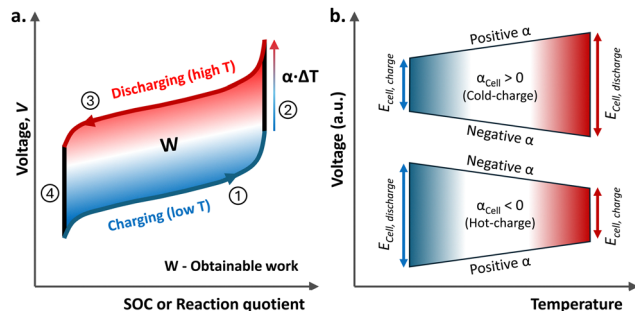 a.
Voltage, V
Discharging (high T)
α·ΔT
③
②
W
④
①
Charging (low T)
W - Obtainable work
SOC or Reaction quotient
b.
Voltage (a.u.)
Positive α
E_cell, charge
α_Cell > 0
(Cold-charge)
E_Cell, discharge
Negative α
Negative α
E_Cell, discharge
α_Cell < 0
(Hot-charge)
E_Cell, charge
Positive α
Temperature